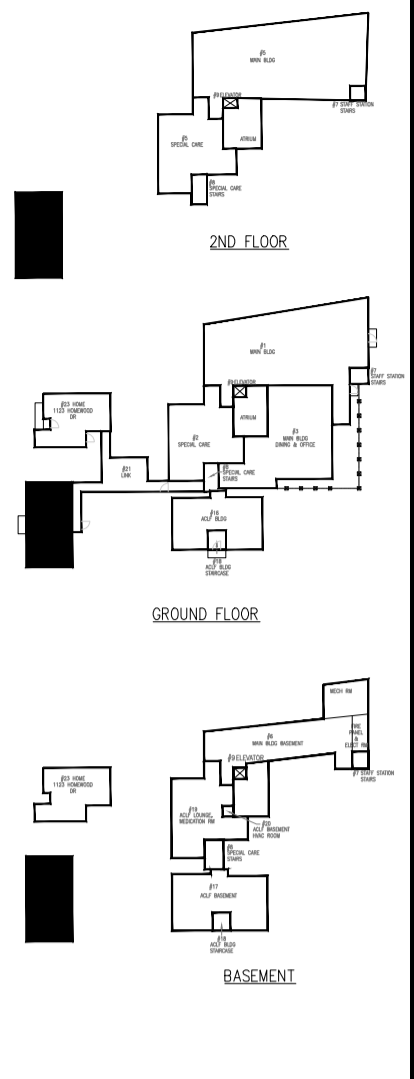 #5
MAIN BLDG
#9 ELEVATOR
#7 STAFF STATION
STAIRS
#5
SPECIAL CARE
ATRIUM
#8
SPECIAL CARE
STAIRS
2ND FLOOR
#1
MAIN BLDG
#7
STAFF STATION
STAIRS
#9 ELEVATOR
#23 HOME
1123 HOMEWOOD
DR
ATRIUM
#2
SPECIAL CARE
#3
MAIN BLDG
DINING & OFFICE
#21
LINK
#8
SPECIAL CARE
STAIRS
#16
ACLF BLDG
#18
ACLF BLDG
STAIRCASE
GROUND FLOOR
MECH RM
#6
MAIN BLDG BASEMENT
FIRE
PANEL
&
ELECT RM
#9 ELEVATOR
#7 STAFF STATION
STAIRS
#23 HOME
1123 HOMEWOOD
DR
#19
ACLF LOUNGE,
MEDICATION RM
#20
ACLF BASEMENT
HVAC ROOM
#8
SPECIAL CARE
STAIRS
#17
ACLF BASEMENT
#18
ACLF BLDG
STAIRCASE
BASEMENT